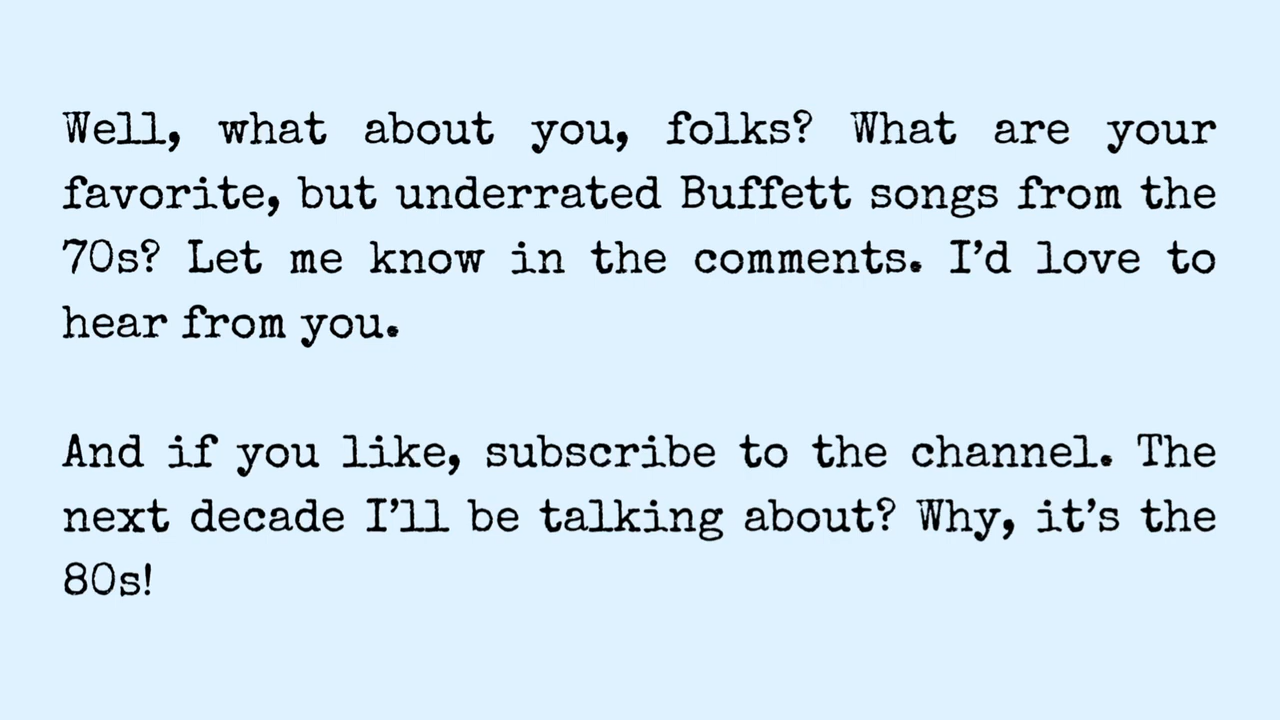 Well, what about you, folks? What are your
favorite, but underrated Buffett songs from the
70s? Let me know in the comments. I’d love to
hear from you.
And if you like, subscribe to the channel. The
next decade I’ll be talking about? Why, it’s the
80s!